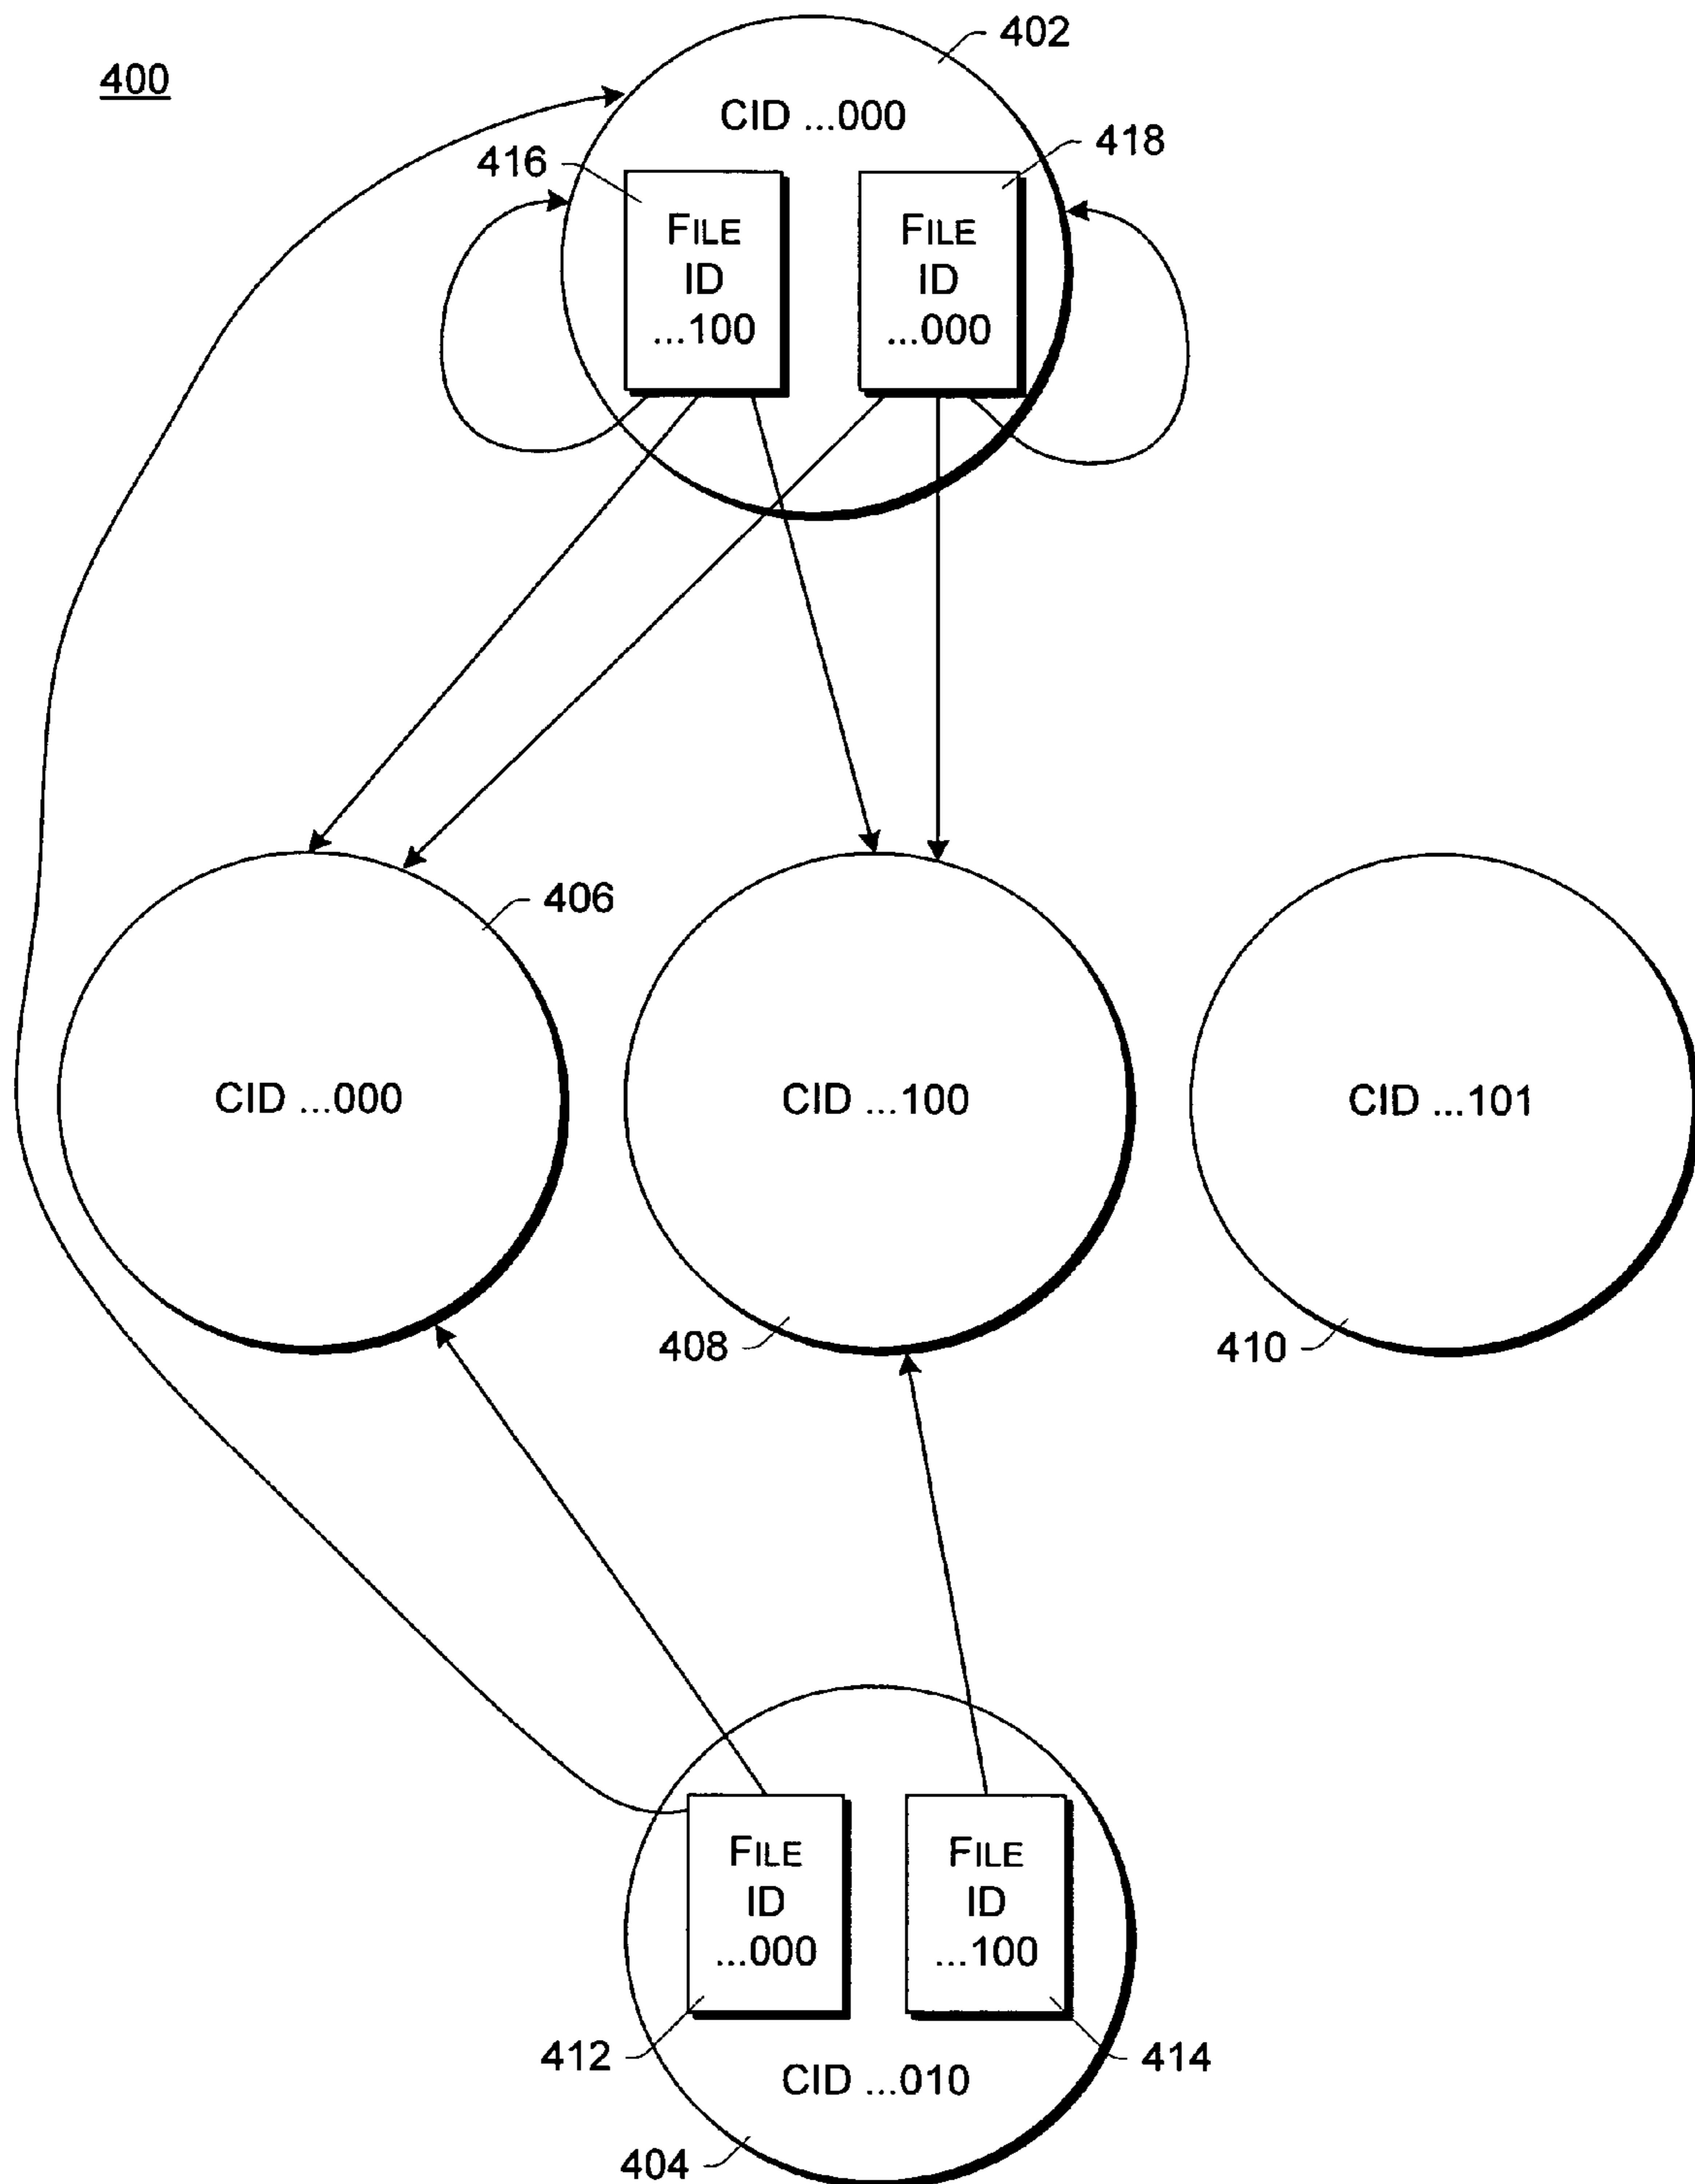 400
402
CID ...000
416
418
FILE
ID
...100
FILE
ID
...000
406
CID ...000
CID ...100
CID ...101
408
410
FILE
ID
...000
FILE
ID
...100
412
414
CID ...010
404